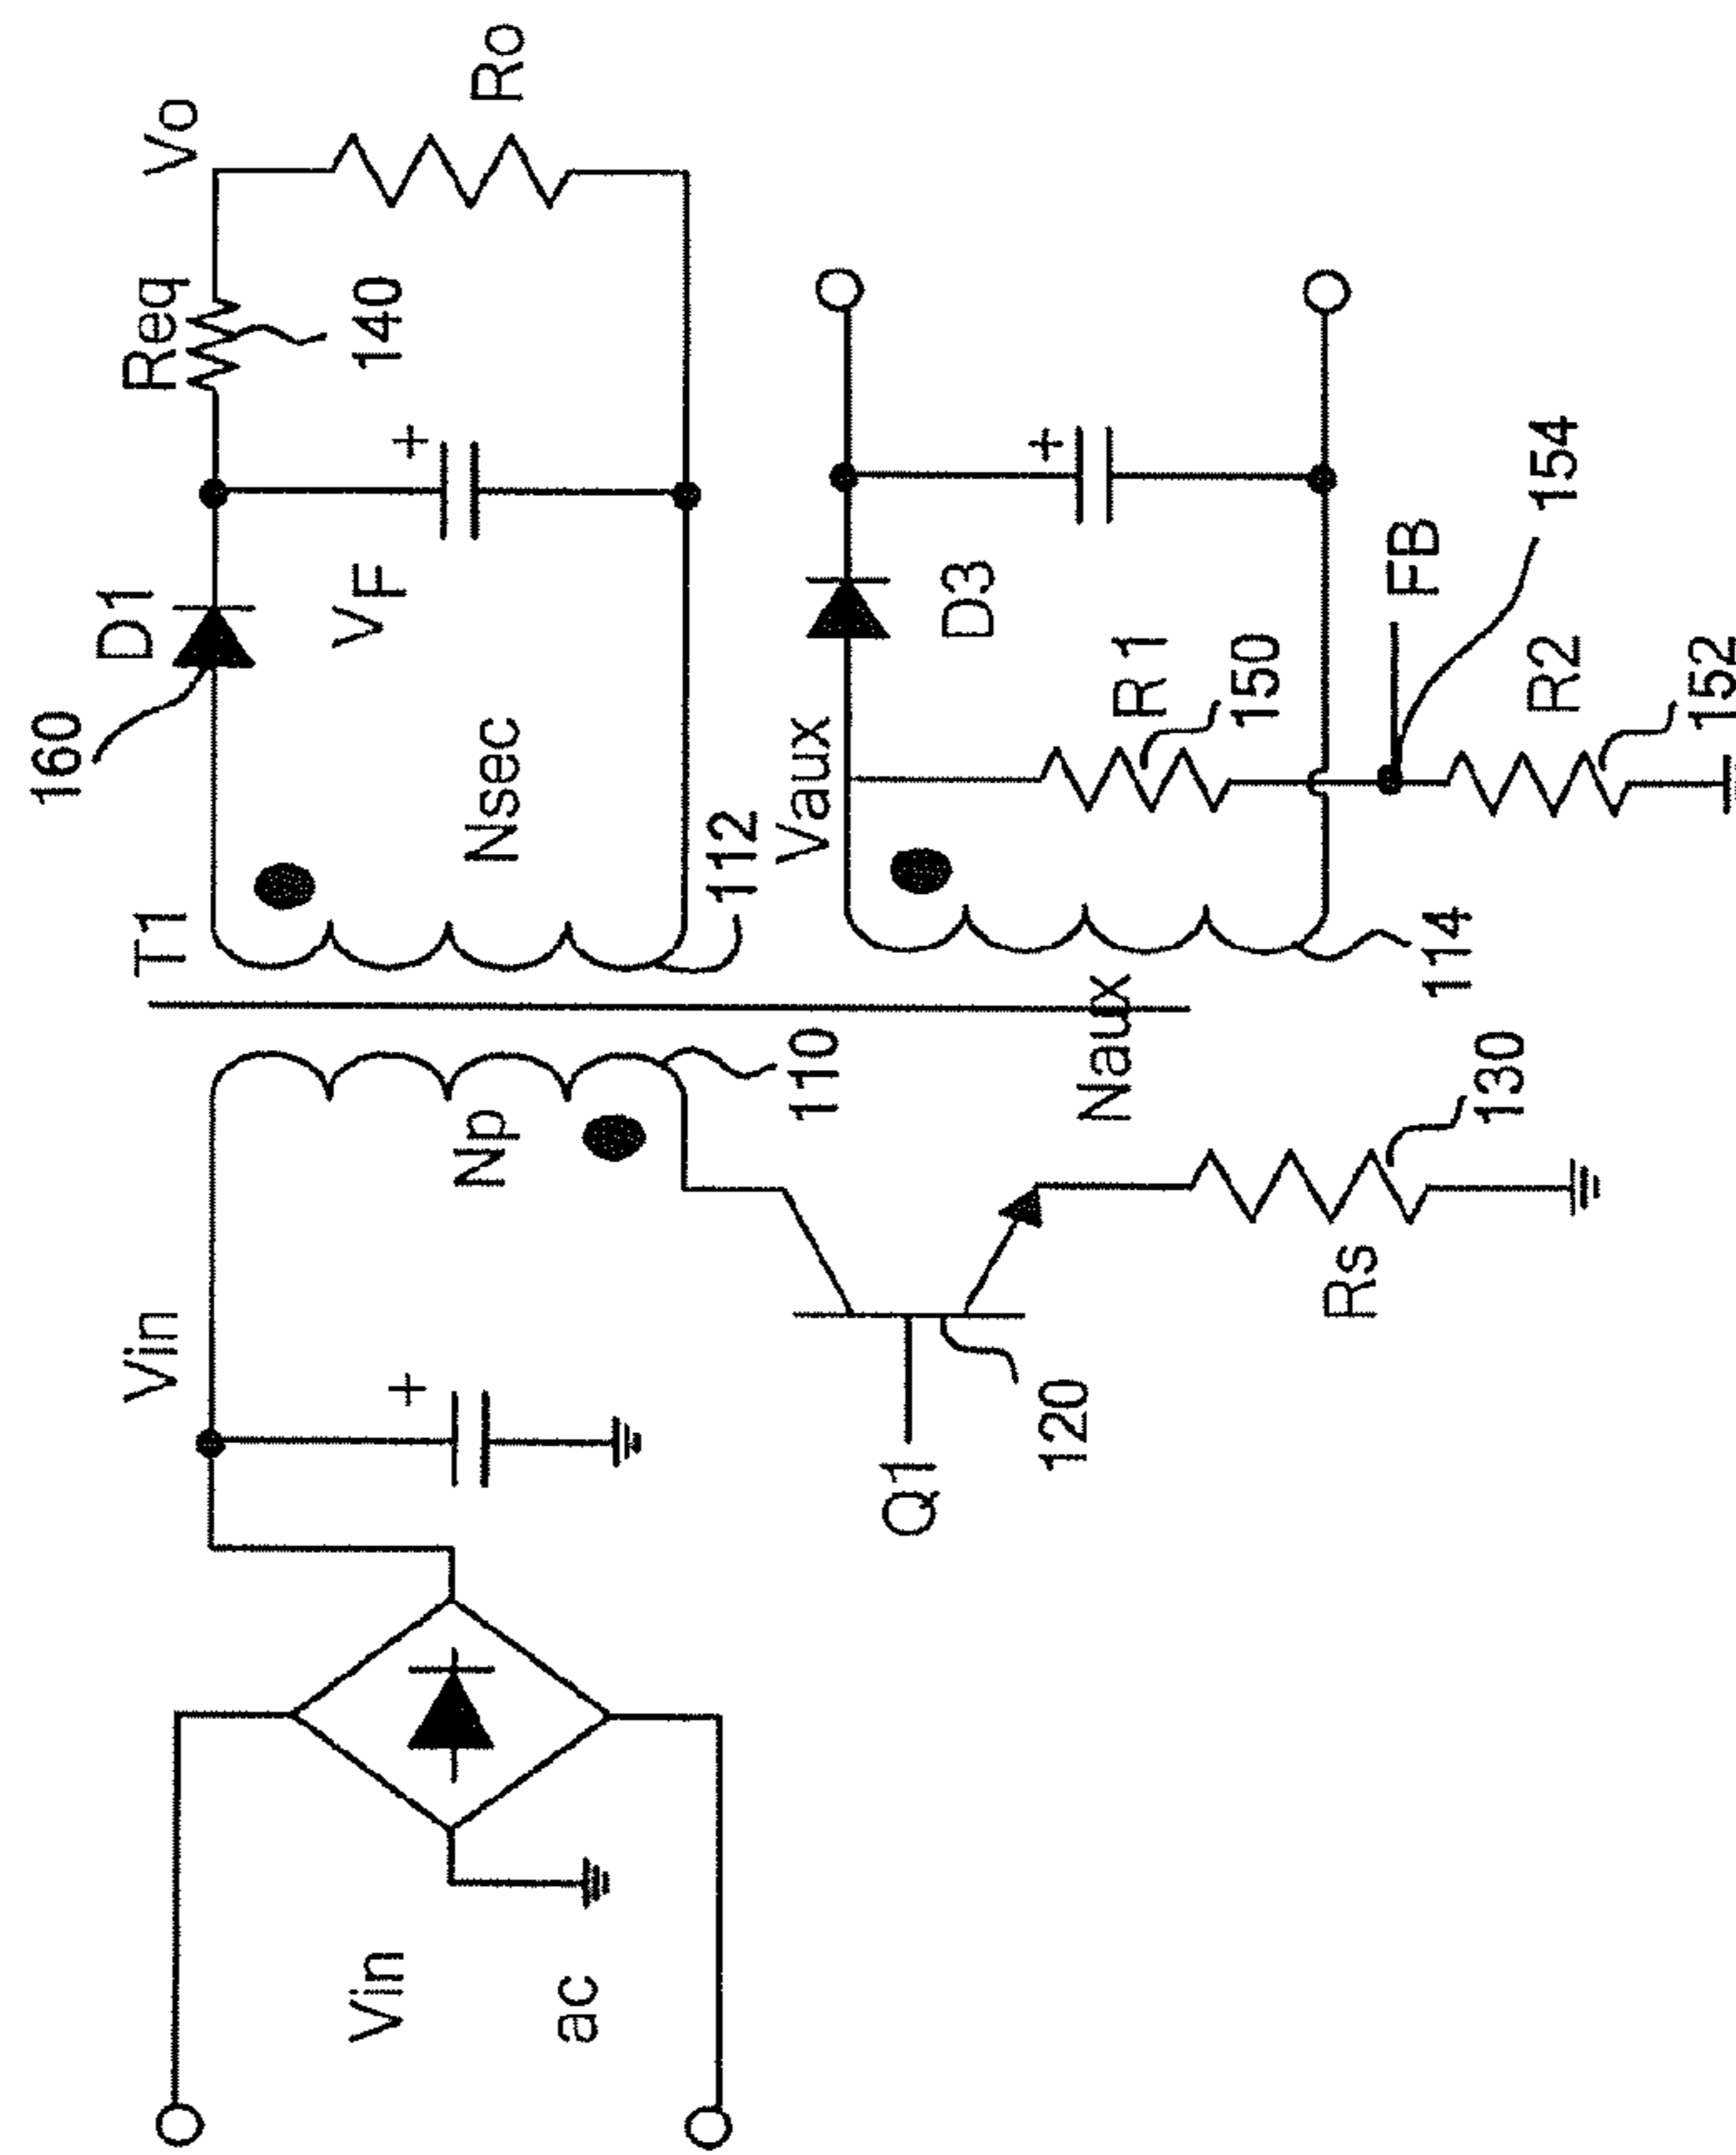 Vin
ac
Vin
Np
110
Q1
120
Rs
130
T1
Nsec
112
160
D1
VF
Req
140
Vo
Ro
Naux
114
Vaux
D3
R1
150
FB
154
R2
152